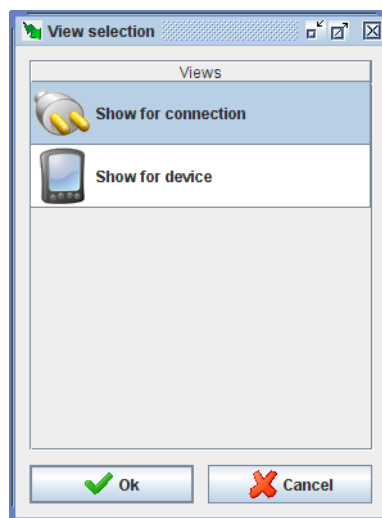 View selection
Views
Show for connection
Show for device
Ok
Cancel